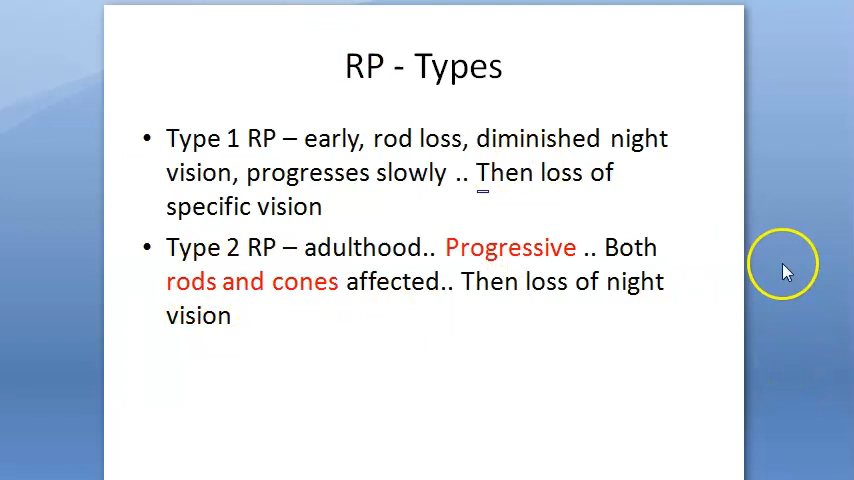 RP - Types
• Type 1 RP – early, rod loss, diminished night
vision, progresses slowly .. Then loss of
specific vision
• Type 2 RP – adulthood.. Progressive .. Both
rods and cones affected.. Then loss of night
vision